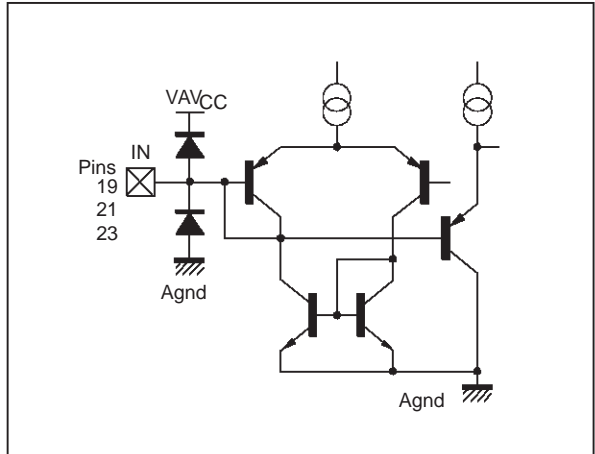 VAVCC
IN
Pins
19
21
23
Agnd
Agnd